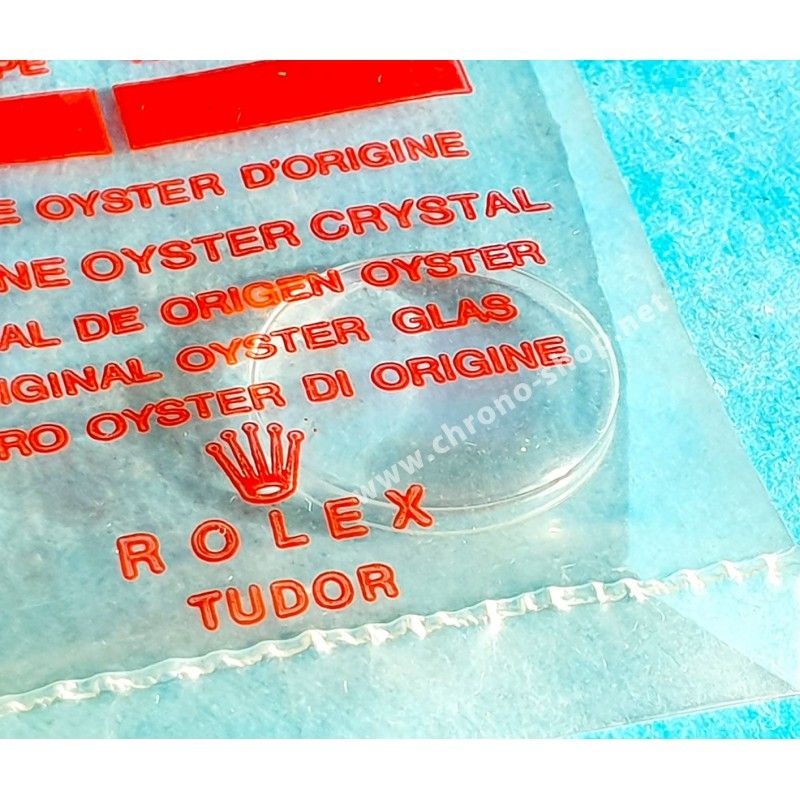 E OYSTER D'ORIGINE
NE OYSTER CRYSTAL
AL DE ORIGEN OYSTER
IGINAL OYSTER GLAS
RO OYSTER DI ORIGINE
ROLEX
TUDOR
www.chrono-shop.net